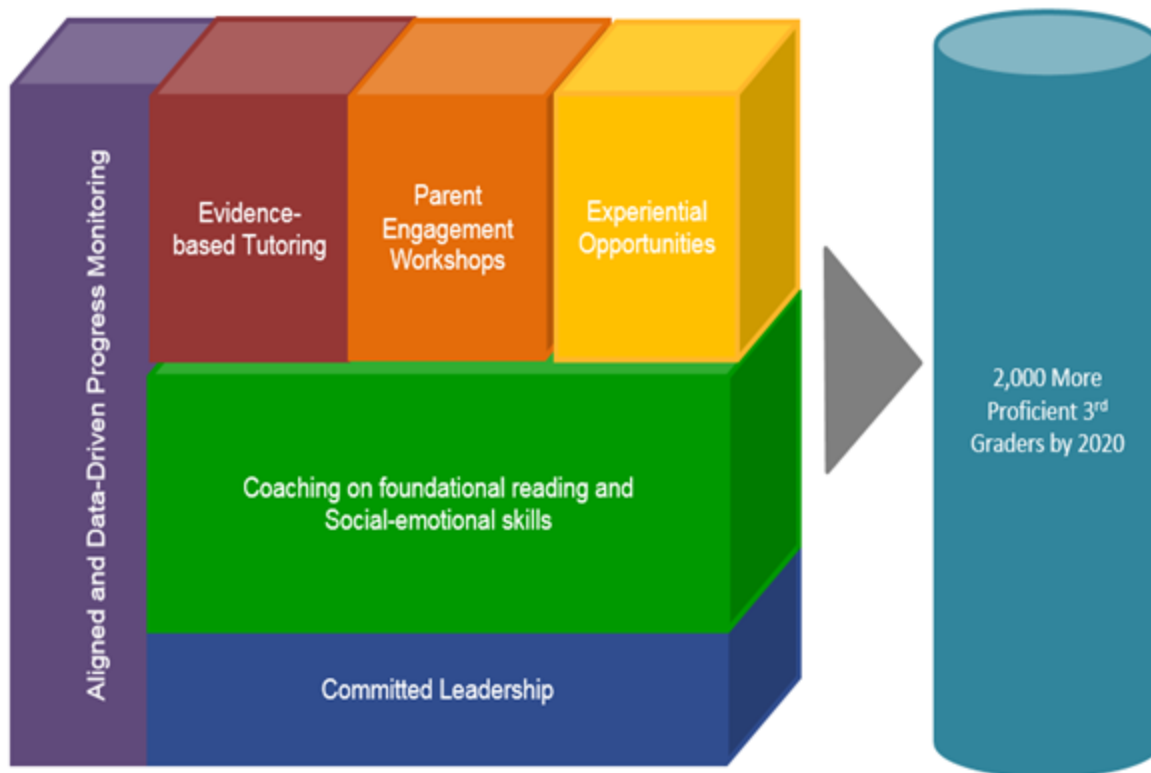 Aligned and Data-Driven Progress Monitoring
Evidence-
based Tutoring
Parent
Engagement
Workshops
Experiential
Opportunities
Coaching on foundational reading and
Social-emotional skills
Committed Leadership
2,000 More
Proficient 3rd
Graders by 2020